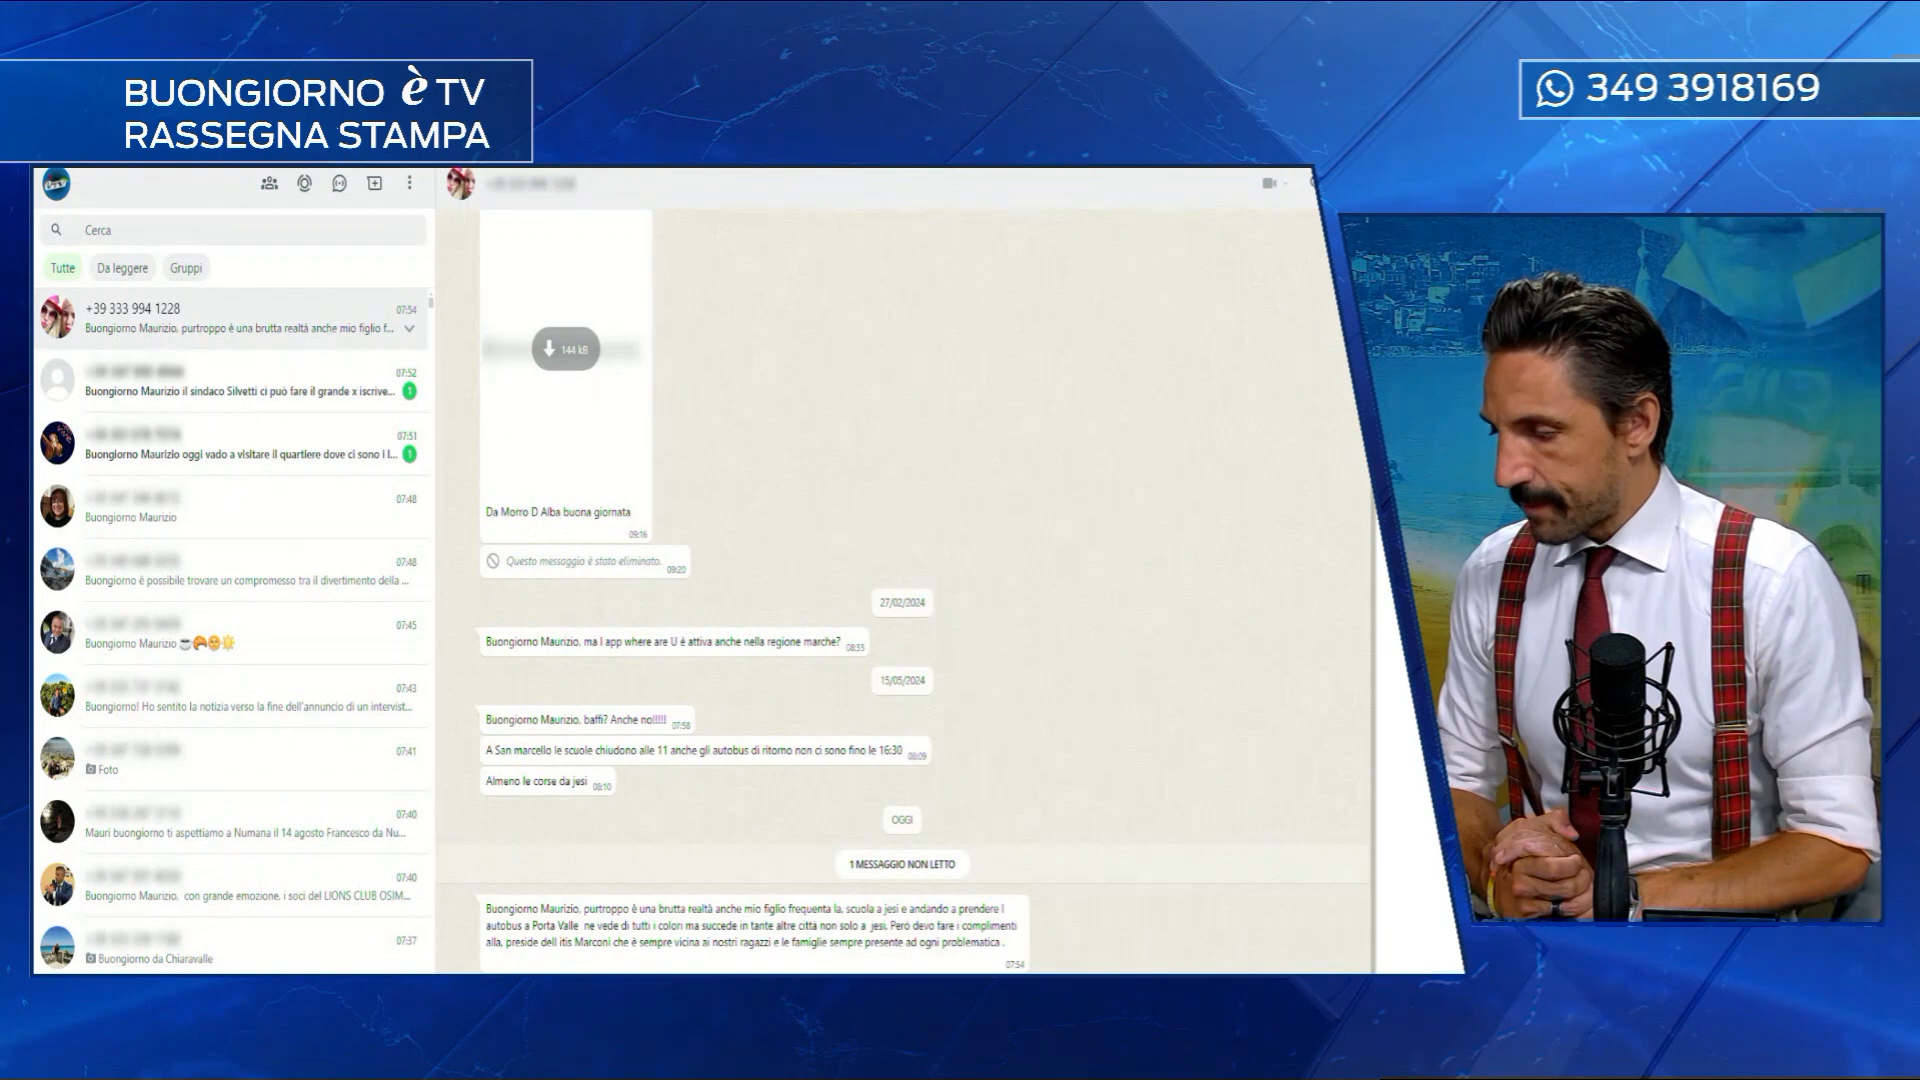 BUONGIORNO è TV
RASSEGNA STAMPA
349 3918169
Cerca
Tutte
Da leggere
Gruppi
+39 333 994 1228
07:54
Buongiorno Maurizio, purtroppo è una brutta realtà anche mio figlio f...
07:52
Buongiorno Maurizio il sindaco Silvetti ci può fare il grande x iscrive...
1
07:51
Buongiorno Maurizio oggi vado a visitare il quartiere dove ci sono I l...
1
07:48
Buongiorno Maurizio
07:48
Buongiorno è possibile trovare un compromesso tra il divertimento della ...
07:45
Buongiorno Maurizio ☕🥐😊☀️
07:43
Buongiorno! Ho sentito la notizia verso la fine dell'annuncio di un intervist...
07:41
Foto
07:40
Mauri buongiorno ti aspettiamo a Numana il 14 agosto Francesco da Nu...
07:40
Buongiorno Maurizio, con grande emozione, i soci del LIONS CLUB OSIM...
07:37
Buongiorno da Chiaravalle
144 kB
Da Morro D Alba buona giornata
09:16
Questo messaggio è stato eliminato.
09:20
27/02/2024
Buongiorno Maurizio, ma l app where are U è attiva anche nella regione marche?
08:35
15/05/2024
Buongiorno Maurizio, baffi? Anche no!!!!!
07:58
A San marcello le scuole chiudono alle 11 anche gli autobus di ritorno non ci sono fino le 16:30
08:09
Almeno le corse da jesi
08:10
OGGI
1 MESSAGGIO NON LETTO
Buongiorno Maurizio, purtroppo è una brutta realtà anche mio figlio frequenta la, scuola a jesi e andando a prendere l
autobus a Porta Valle ne vede di tutti i colori ma succede in tante altre città non solo a jesi. Però devo fare i complimenti
alla, preside dell itis Marconi che è sempre vicina ai nostri ragazzi e le famiglie sempre presente ad ogni problematica .
07:54